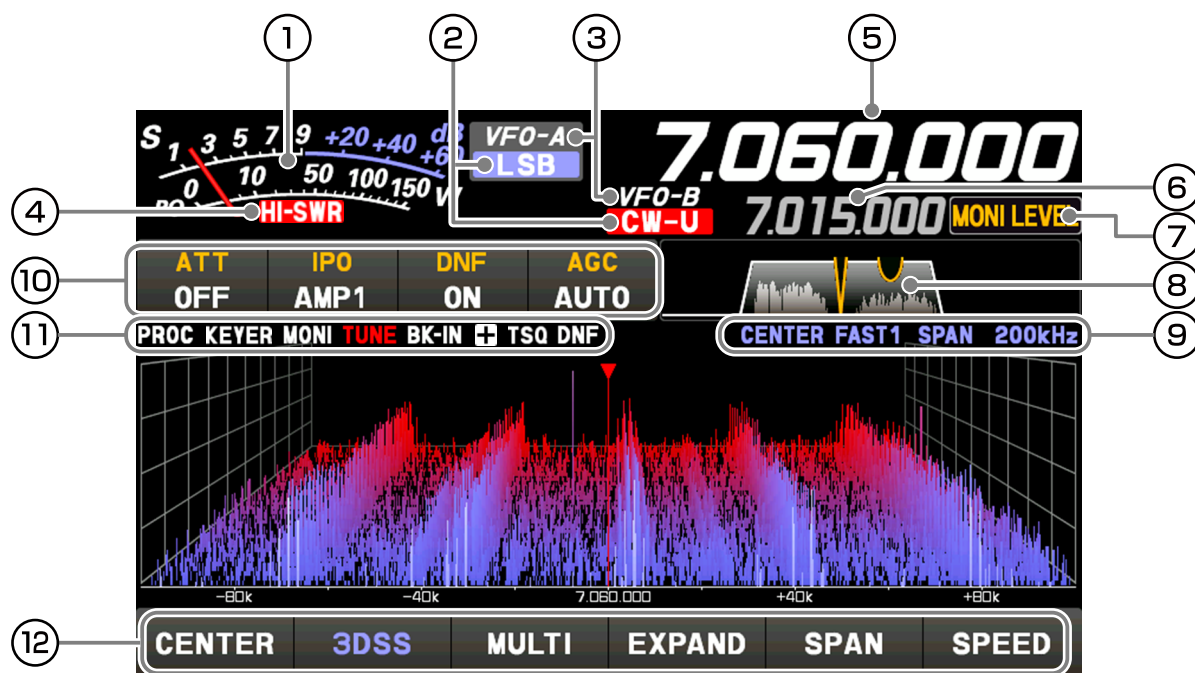 1 2 3 5
S 1 3 5 7 9 +20 +40 +60 dB
VFO-A
LSB
7.060.000
PO 0 10 50 100 150 W
4 HI-SWR
VFO-B
CW-U
7.015.000
MONI LEVEL
6
7
10
ATT IPO DNF AGC
OFF AMP1 ON AUTO
8
11 PROC KEYER MONI TUNE BK-IN + TSQ DNF
CENTER FAST1 SPAN 200kHz 9
-80k -40k 7.060.000 +40k +80k
12 CENTER 3DSS MULTI EXPAND SPAN SPEED